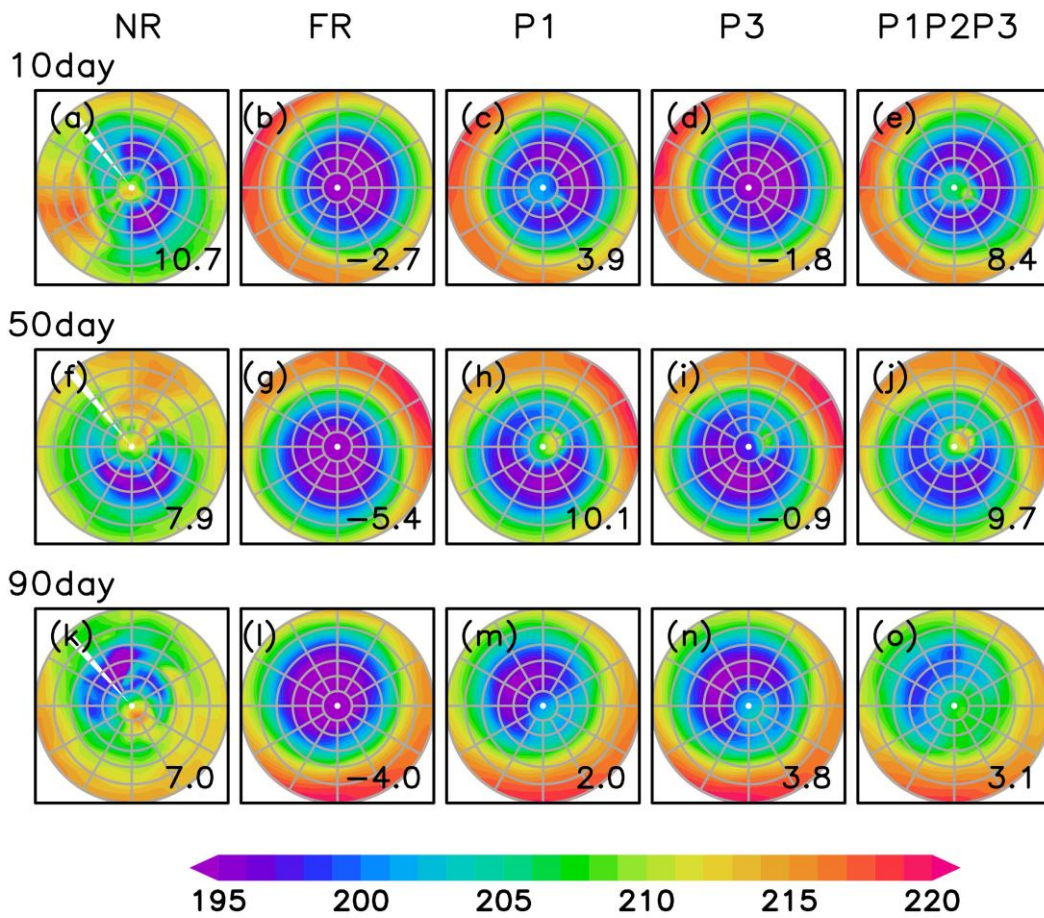 NR FR P1 P3 P1P2P3
10day
(a) (b) (c) (d) (e)
10.7 −2.7 3.9 −1.8 8.4
50day
(f) (g) (h) (i) (j)
7.9 −5.4 10.1 −0.9 9.7
90day
(k) (l) (m) (n) (o)
7.0 −4.0 2.0 3.8 3.1
195 200 205 210 215 220